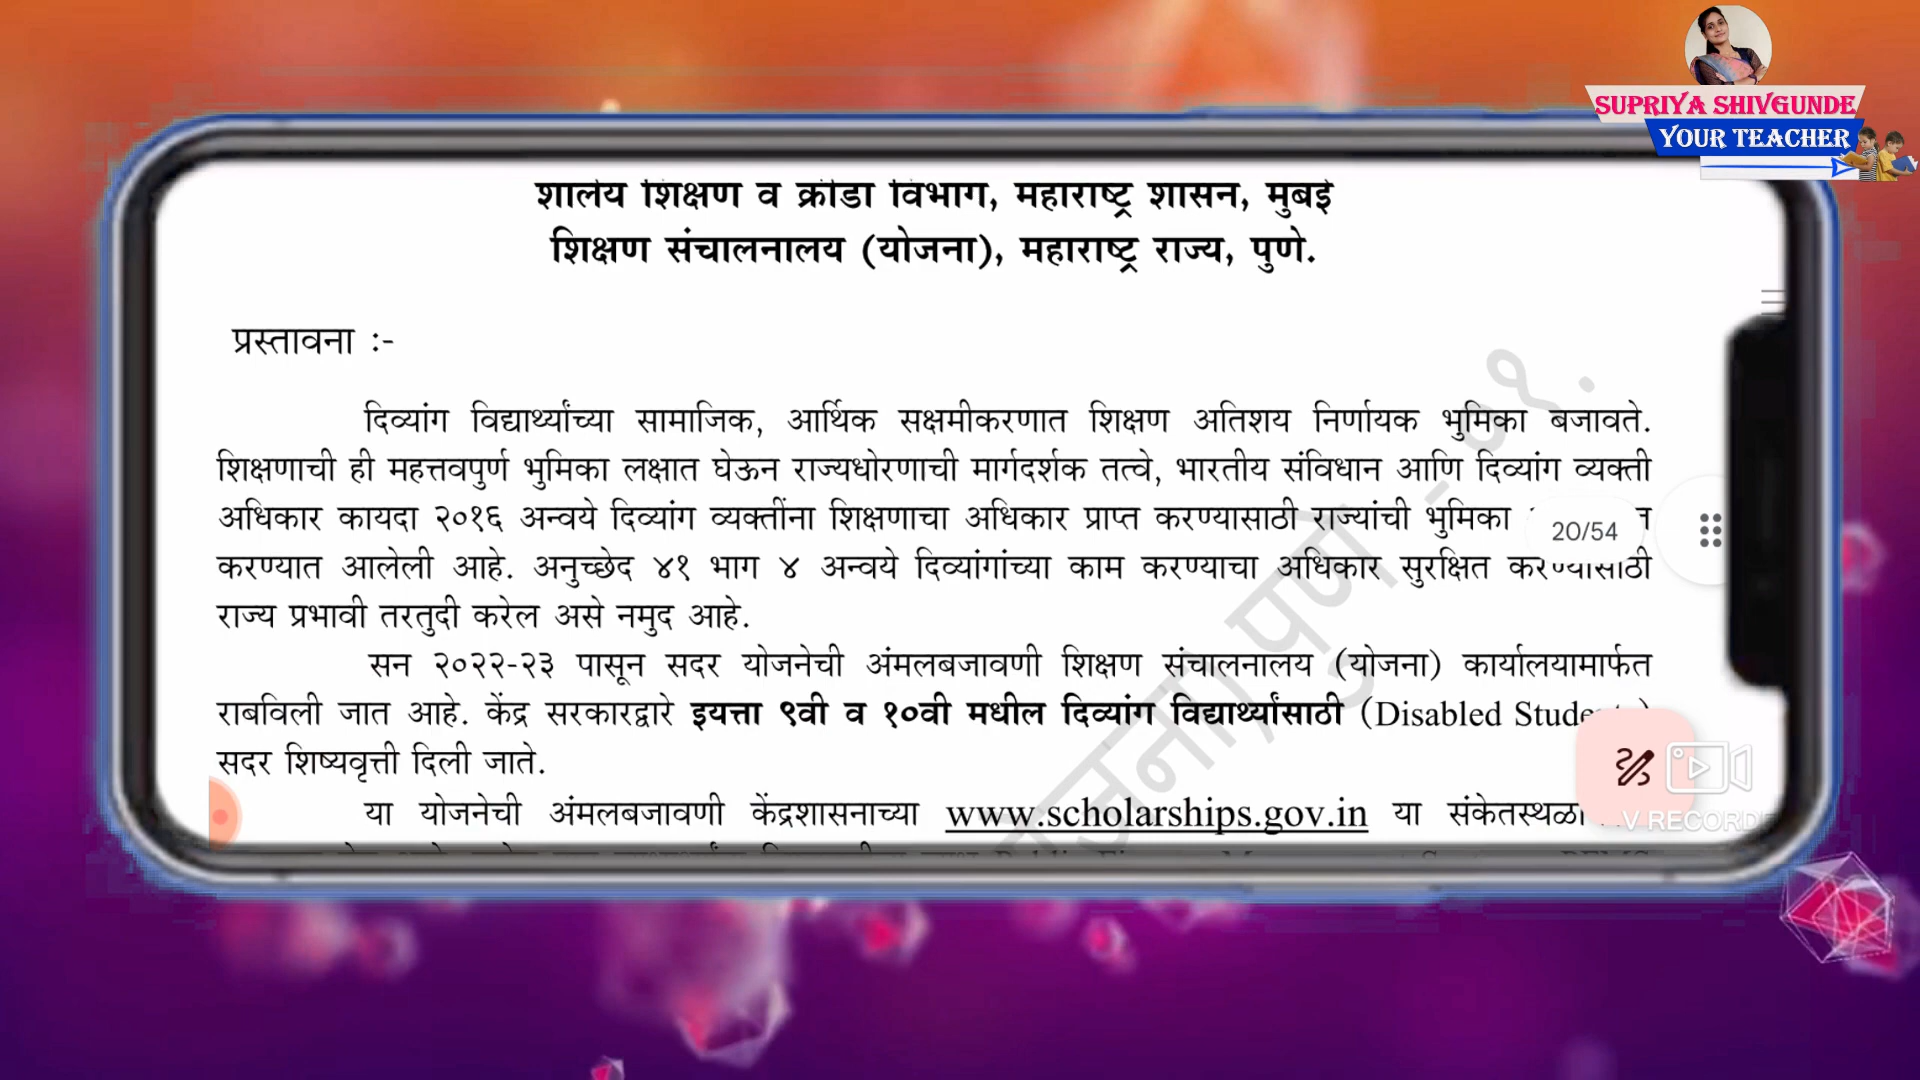 SUPRIYA SHIVGUNDE
YOUR TEACHER
शालेय शिक्षण व क्रीडा विभाग, महाराष्ट्र शासन, मुंबई
शिक्षण संचालनालय (योजना), महाराष्ट्र राज्य, पुणे.
प्रस्तावना :-
दिव्यांग विद्यार्थ्यांच्या सामाजिक, आर्थिक सक्षमीकरणात शिक्षण अतिशय निर्णायक भुमिका बजावते.
शिक्षणाची ही महत्तवपुर्ण भुमिका लक्षात घेऊन राज्यधोरणाची मार्गदर्शक तत्वे, भारतीय संविधान आणि दिव्यांग व्यक्ती
अधिकार कायदा २०१६ अन्वये दिव्यांग व्यक्तींना शिक्षणाचा अधिकार प्राप्त करण्यासाठी राज्यांची भुमिका
20/54
करण्यात आलेली आहे. अनुच्छेद ४१ भाग ४ अन्वये दिव्यांगांच्या काम करण्याचा अधिकार सुरक्षित करण्यासाठी
राज्य प्रभावी तरतुदी करेल असे नमुद आहे.
सन २०२२-२३ पासून सदर योजनेची अंमलबजावणी शिक्षण संचालनालय (योजना) कार्यालयामार्फत
राबविली जात आहे. केंद्र सरकारद्वारे इयत्ता ९वी व १०वी मधील दिव्यांग विद्यार्थ्यांसाठी (Disabled
सदर शिष्यवृत्ती दिली जाते.
या योजनेची अंमलबजावणी केंद्रशासनाच्या www.scholarships.gov.in या
V RECORDE
पुणे